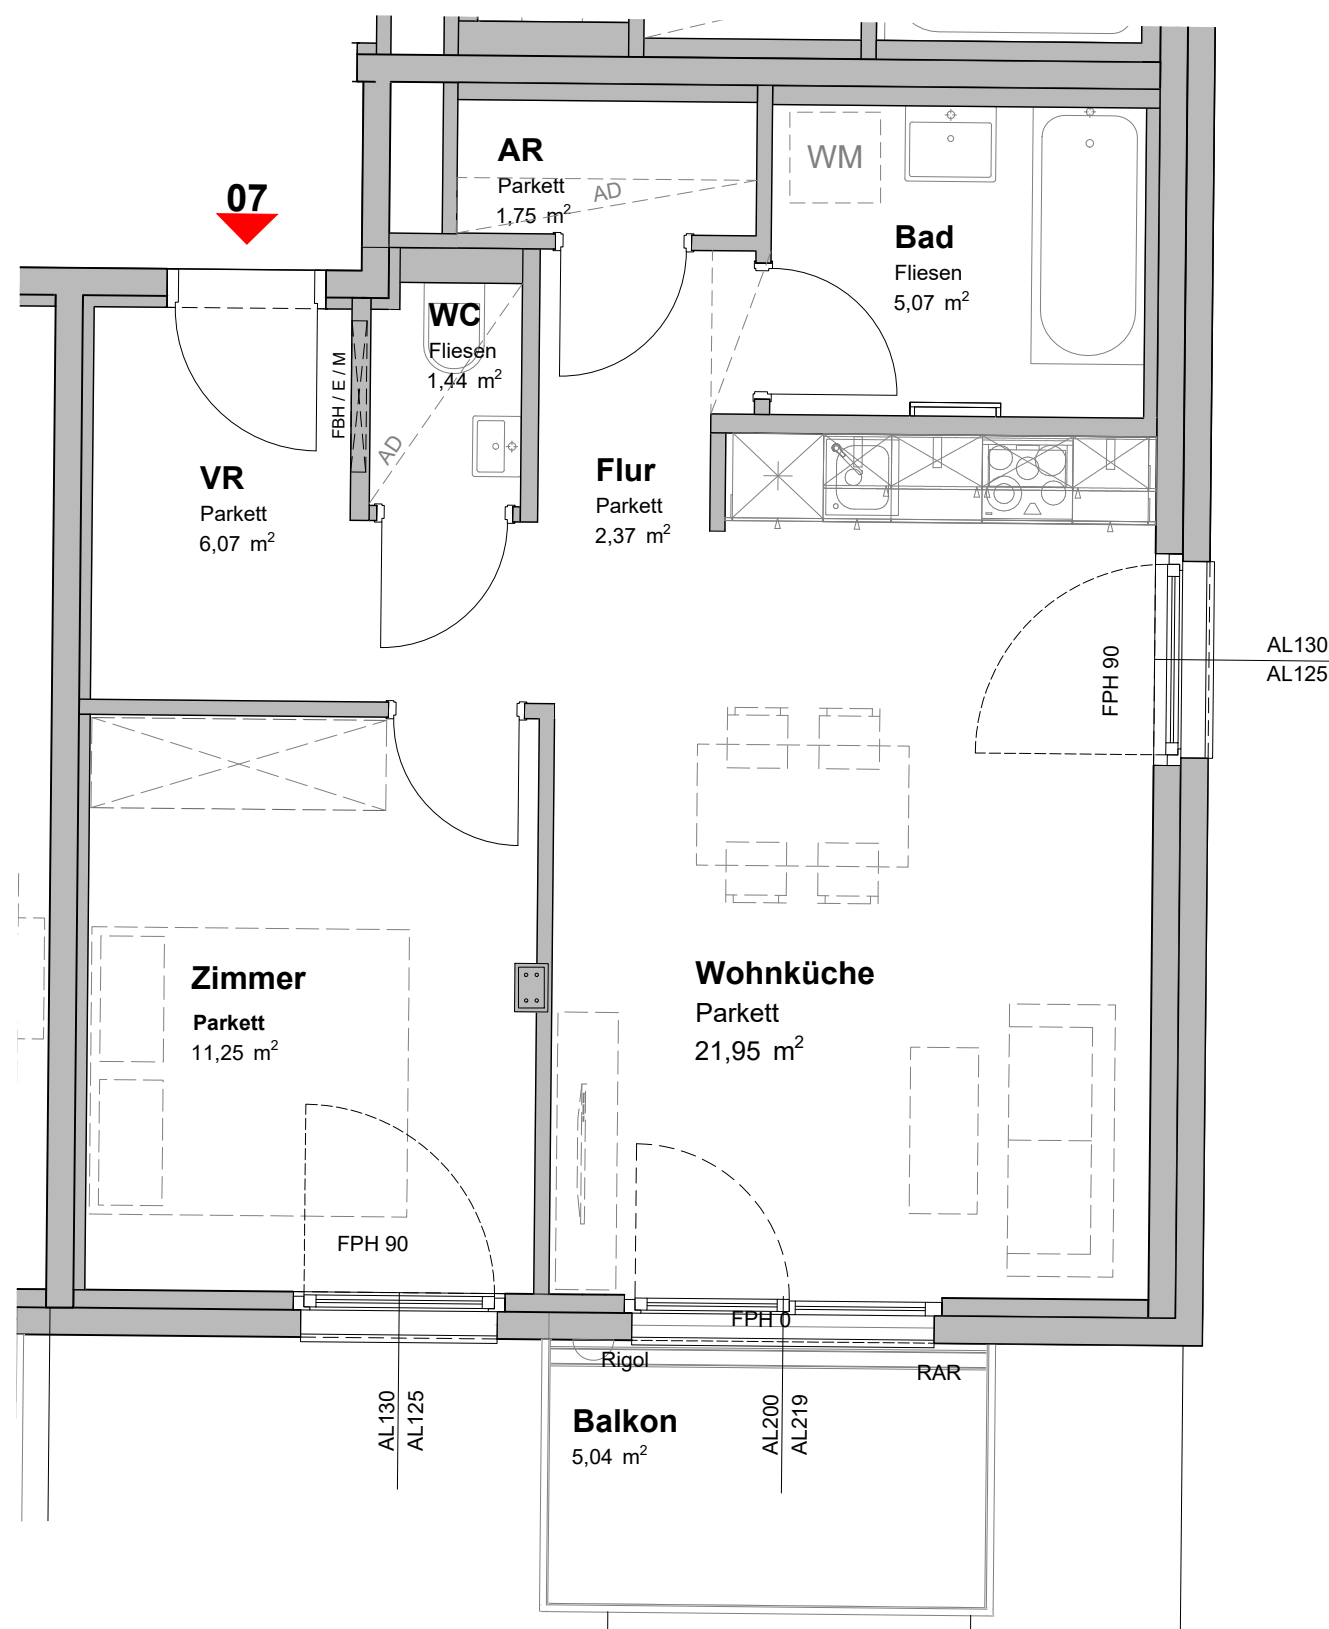 07
AR
Parkett
1,75 m²
AD
WM
Bad
Fliesen
5,07 m²
WC
Fliesen
1,44 m²
AD
FBH / E / M
VR
Parkett
6,07 m²
Flur
Parkett
2,37 m²
FPH 90
AL130
AL125
Zimmer
Parkett
11,25 m²
FPH 90
Wohnküche
Parkett
21,95 m²
FPH 0
Rigol
RAR
AL130
AL125
Balkon
5,04 m²
AL200
AL219